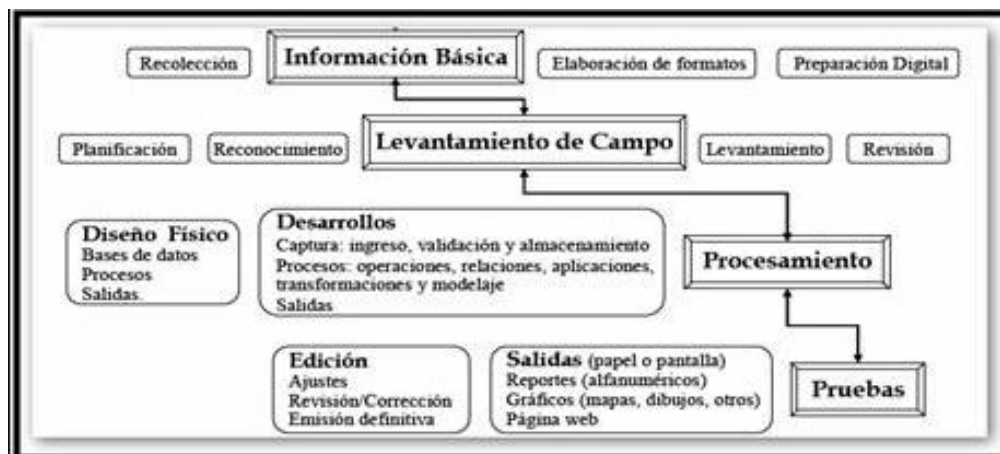 Recolección
Información Básica
Elaboración de formatos
Preparación Digital
Planificación
Reconocimiento
Levantamiento de Campo
Levantamiento
Revisión
Diseño Físico
Bases de datos
Procesos
Salidas.
Desarrollos
Captura: ingreso, validación y almacenamiento
Procesos: operaciones, relaciones, aplicaciones,
transformaciones y modelaje
Salidas
Procesamiento
Edición
Ajustes
Revisión/Corrección
Emisión definitiva
Salidas (papel o pantalla)
Reportes (alfanuméricos)
Gráficos (mapas, dibujos, otros)
Página web
Pruebas